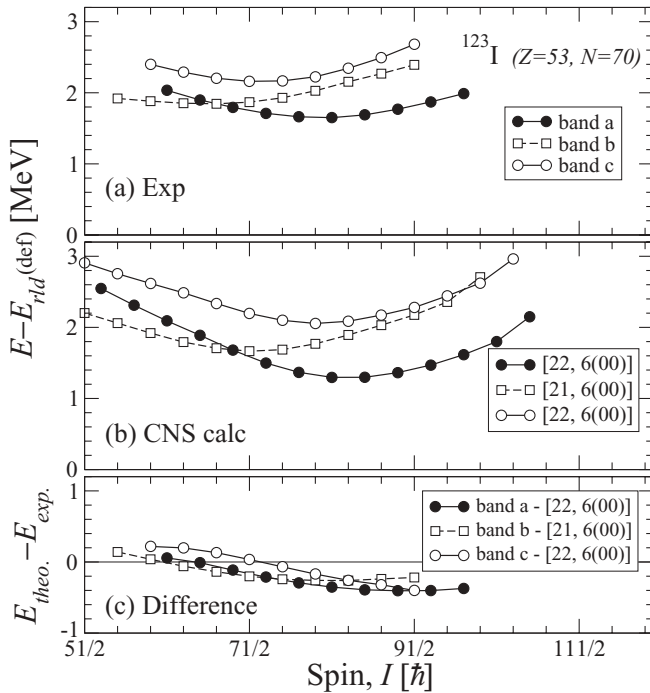 3
2
1
0
¹²³I (Z=53, N=70)
band a
band b
band c
(a) Exp
E−E_rld^(def) [MeV]
3
2
1
0
[22, 6(00)]
[21, 6(00)]
[22, 6(00)]
(b) CNS calc
E_theo.−E_exp.
1
0
-1
band a - [22, 6(00)]
band b - [21, 6(00)]
band c - [22, 6(00)]
(c) Difference
51/2 71/2 91/2 111/2
Spin, I [ħ]